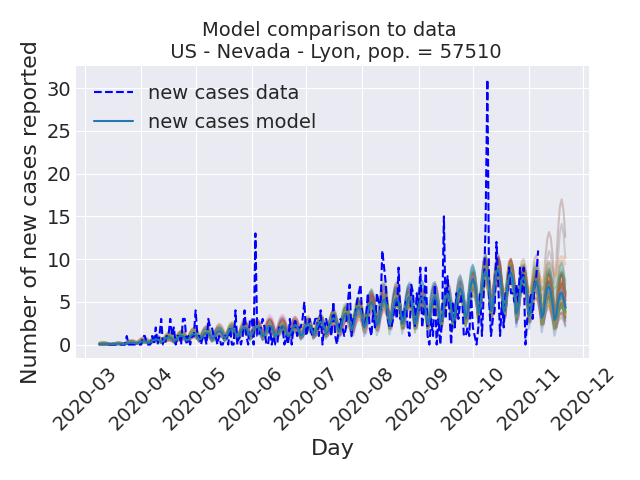 Model comparison to data
US - Nevada - Lyon, pop. = 57510
Number of new cases reported
30
25
20
15
10
5
0
new cases data
new cases model
2020-03
2020-04
2020-05
2020-06
2020-07
2020-08
2020-09
2020-10
2020-11
2020-12
Day